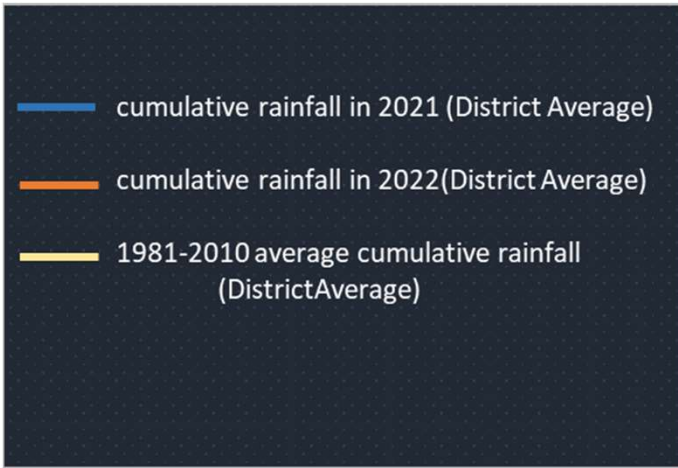 cumulative rainfall in 2021 (District Average)
cumulative rainfall in 2022(District Average)
1981-2010 average cumulative rainfall
(DistrictAverage)